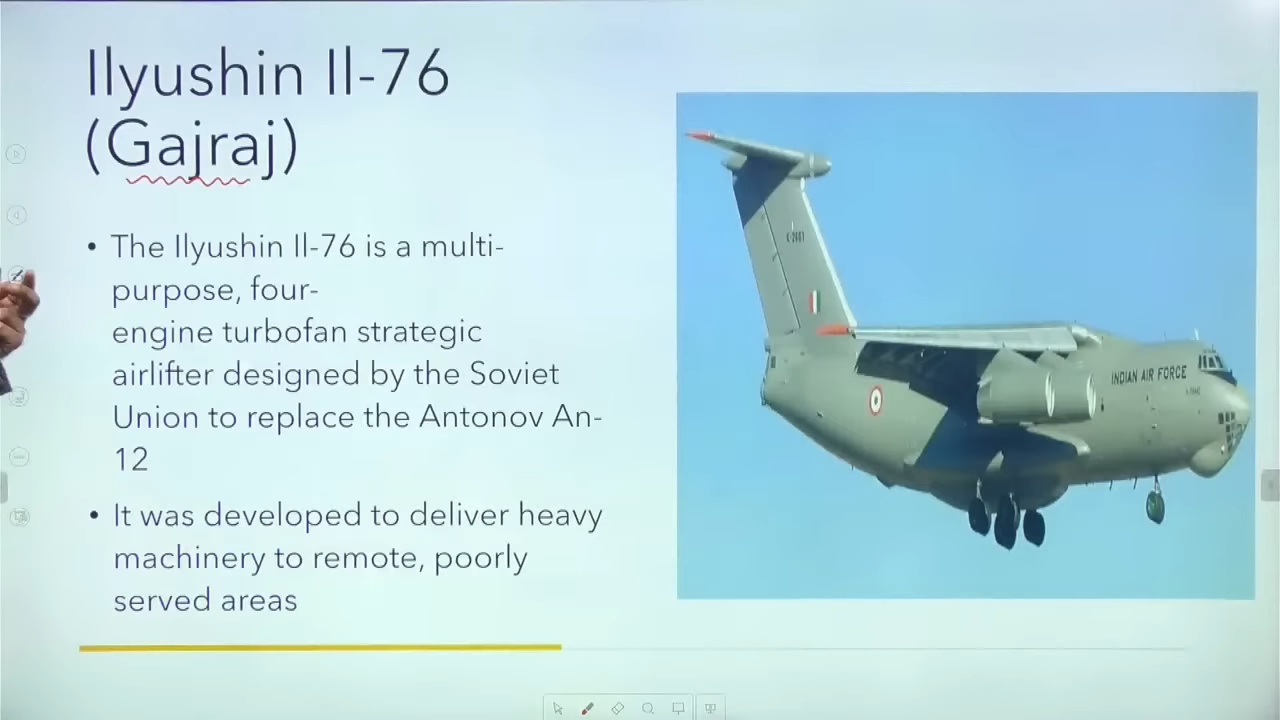 Ilyushin Il-76
(Gajraj)
• The Ilyushin Il-76 is a multi-
purpose, four-
engine turbofan strategic
airlifter designed by the Soviet
Union to replace the Antonov An-
12
• It was developed to deliver heavy
machinery to remote, poorly
served areas
INDIAN AIR FORCE